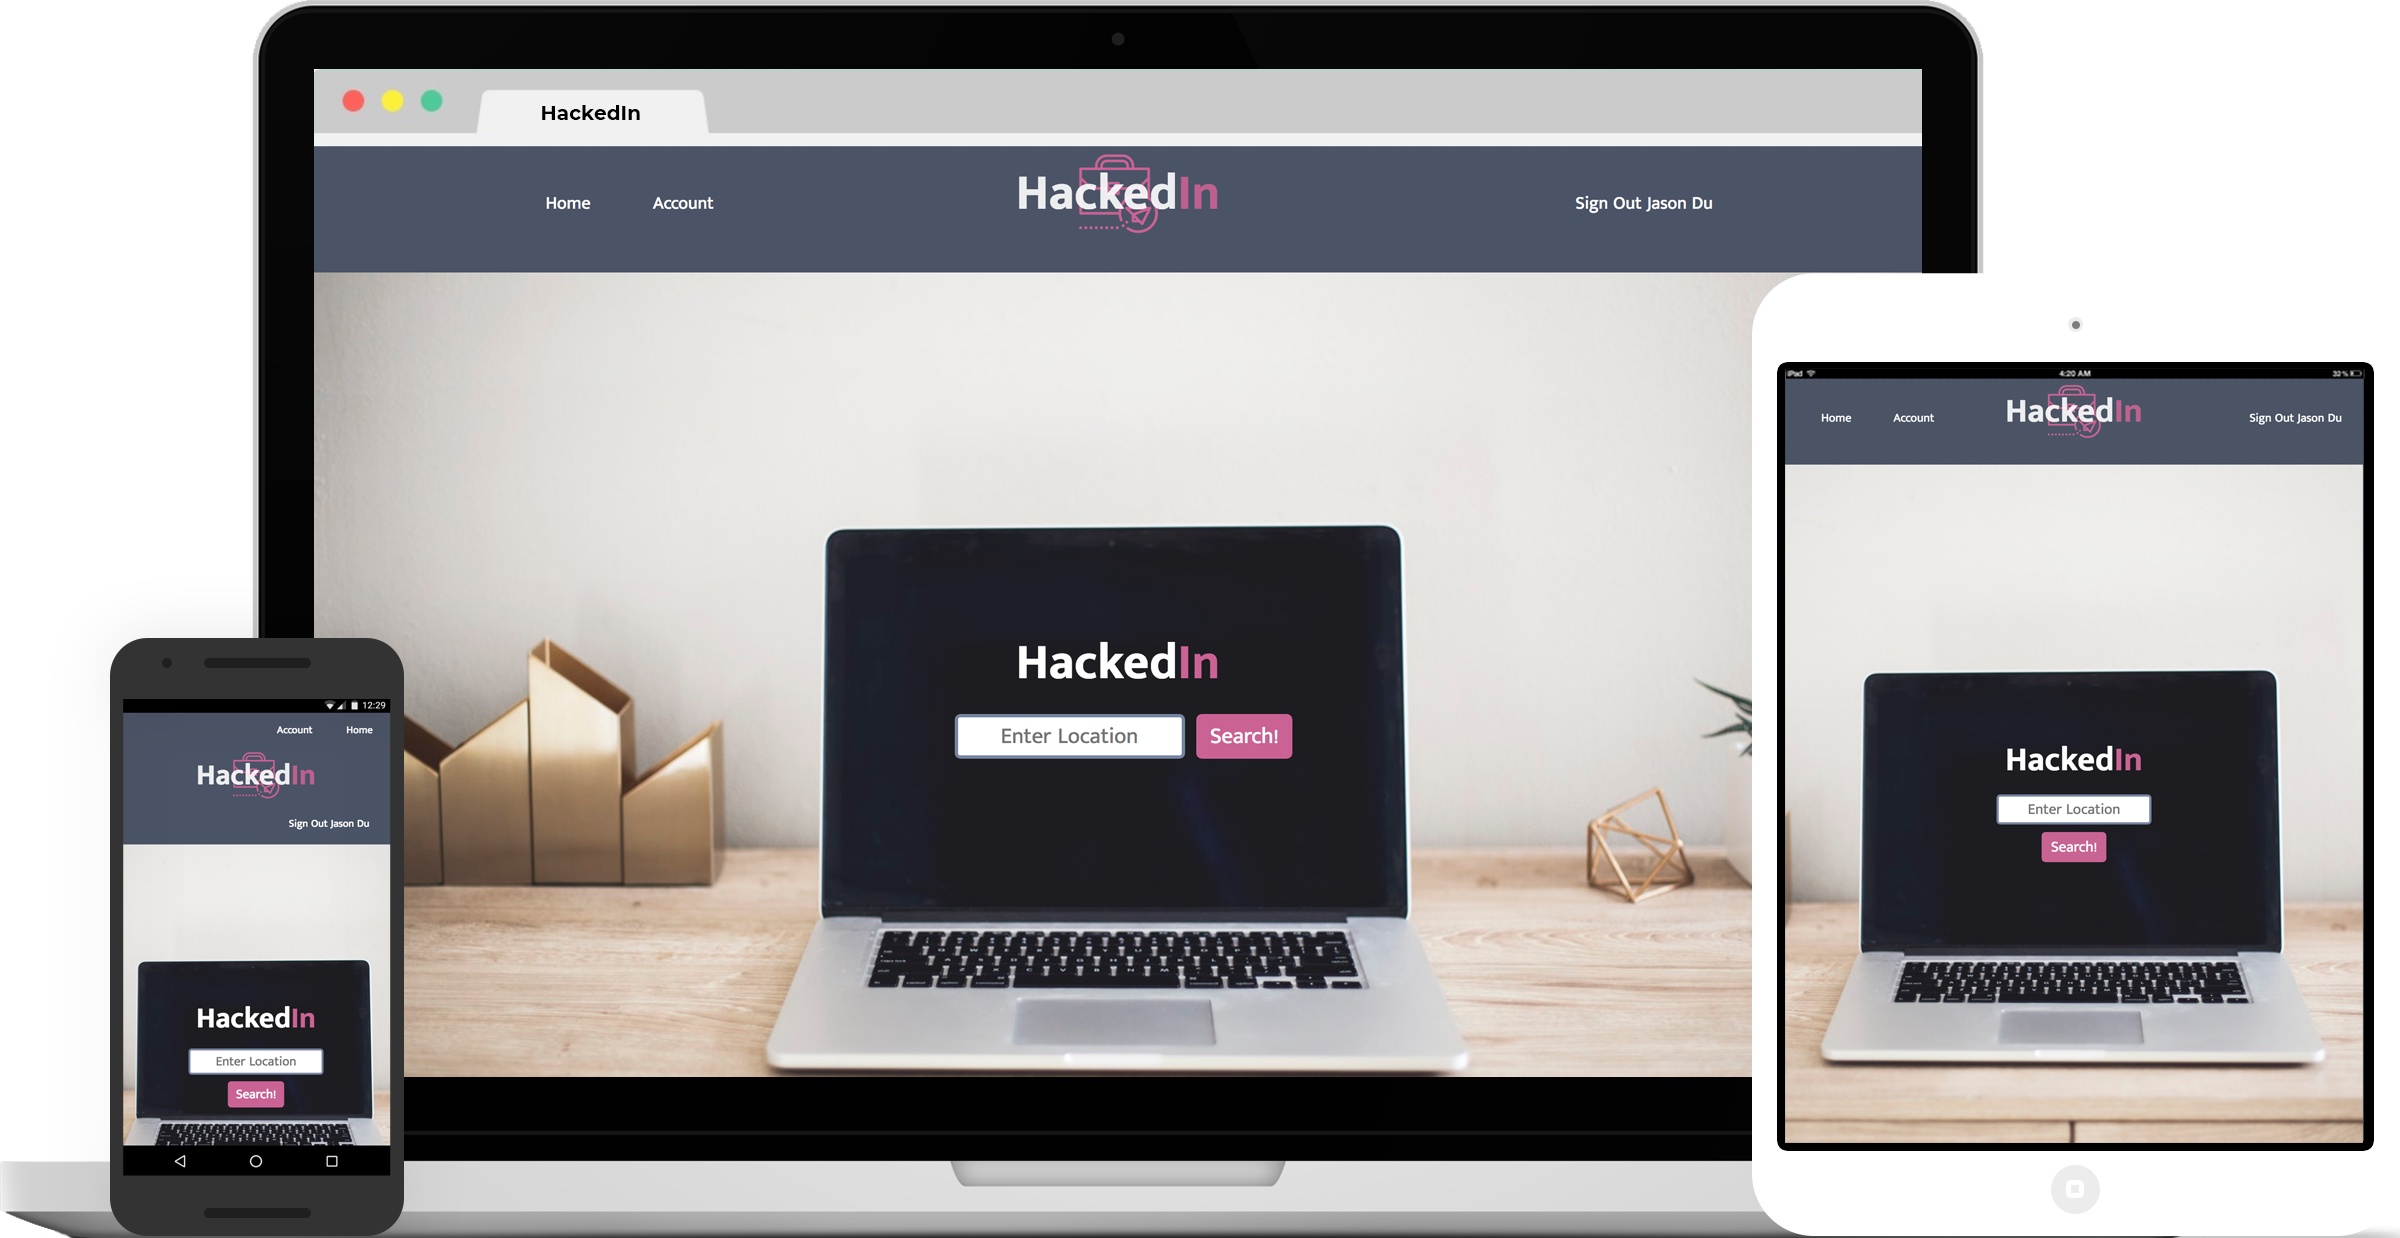 HackedIn
Home Account HackedIn Sign Out Jason Du
HackedIn
Enter Location Search!
12:29
Account Home
HackedIn
Sign Out Jason Du
HackedIn
Enter Location
Search!
iPad 4:20 AM 32%
Home Account HackedIn Sign Out Jason Du
HackedIn
Enter Location
Search!